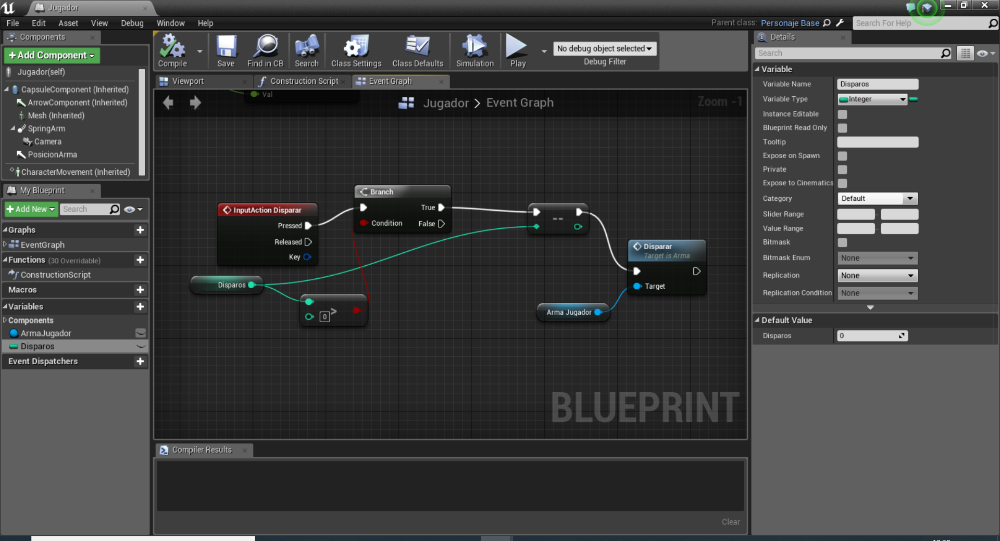 Jugador
File Edit Asset View Debug Window Help
Parent class: Personaje Base
Search For Help
Components
+Add Component
Jugador(self)
CapsuleComponent (Inherited)
ArrowComponent (Inherited)
Mesh (Inherited)
SpringArm
Camera
PosicionArma
CharacterMovement (Inherited)
My Blueprint
+Add New
Search
Graphs
EventGraph
Functions (30 Overridable)
ConstructionScript
Macros
Variables
Components
ArmaJugador
Disparos
Event Dispatchers
Compile
Save
Find in CB
Search
Class Settings
Class Defaults
Simulation
Play
No debug object selected
Debug Filter
Viewport
Construction Script
Event Graph
Val
Jugador > Event Graph
Zoom -1
InputAction Disparar
Pressed
Released
Key
Branch
True
Condition
False
--
Disparar
Target is Arma
Target
Disparos
0 >
Arma Jugador
BLUEPRINT
Compiler Results
Clear
Details
Search
Variable
Variable Name Disparos
Variable Type Integer
Instance Editable
Blueprint Read Only
Tooltip
Expose on Spawn
Private
Expose to Cinematics
Category Default
Slider Range ..
Value Range ..
Bitmask
Bitmask Enum None
Replication None
Replication Condition None
Default Value
Disparos 0